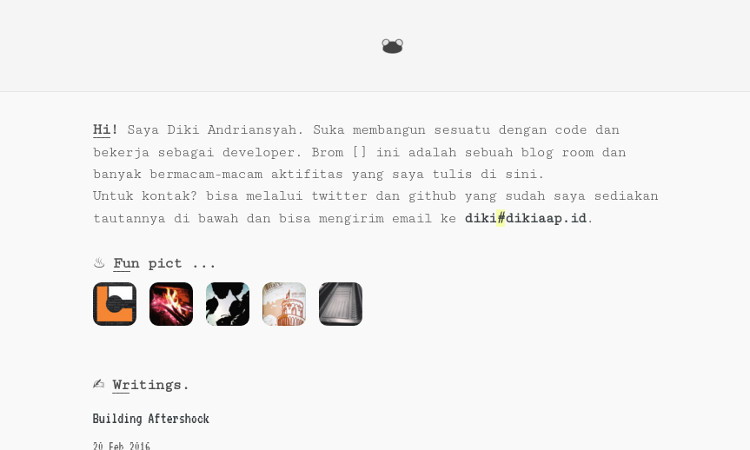 Hi! Saya Diki Andriansyah. Suka membangun sesuatu dengan code dan
bekerja sebagai developer. Brom [] ini adalah sebuah blog room dan
banyak bermacam-macam aktifitas yang saya tulis di sini.
Untuk kontak? bisa melalui twitter dan github yang sudah saya sediakan
tautannya di bawah dan bisa mengirim email ke diki#dikiaap.id.
♨ Fun pict ...
✍ Writings.
Building Aftershock
20 Feb 2016